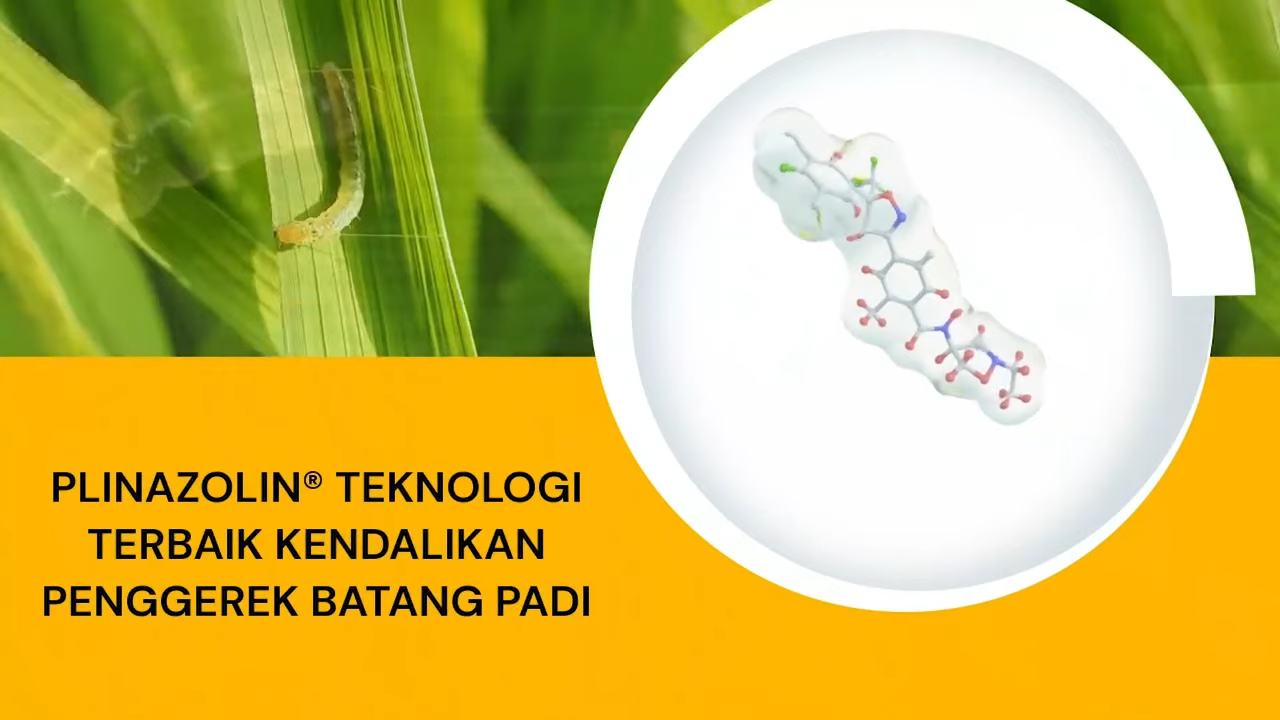 PLINAZOLIN® TEKNOLOGI
TERBAIK KENDALIKAN
PENGGEREK BATANG PADI